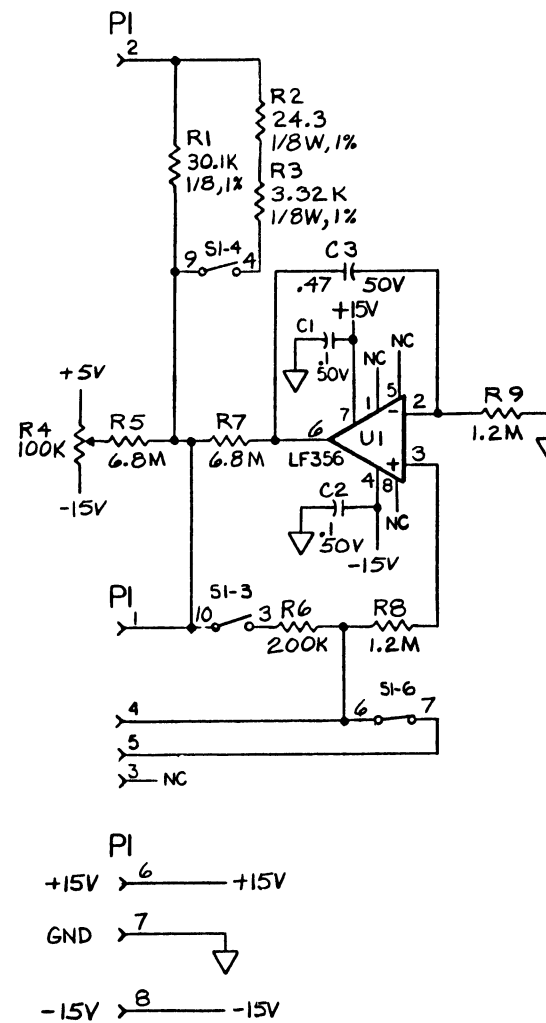 P1
2
R1
30.1K
1/8,1%
R2
24.3
1/8W,1%
R3
3.32K
1/8W,1%
9
S1-4
4
C3
.47
50V
+15V
C1
.1
50V
NC
NC
7
1
5
2
R9
1.2M
+5V
R4
100K
R5
6.8M
R7
6.8M
6
U1
LF356
-
+
3
4
8
NC
-15V
C2
.1
50V
-15V
P1
1
10
S1-3
3
R6
200K
R8
1.2M
S1-6
6
7
4
5
3
NC
P1
+15V
6
+15V
GND
7
-15V
8
-15V